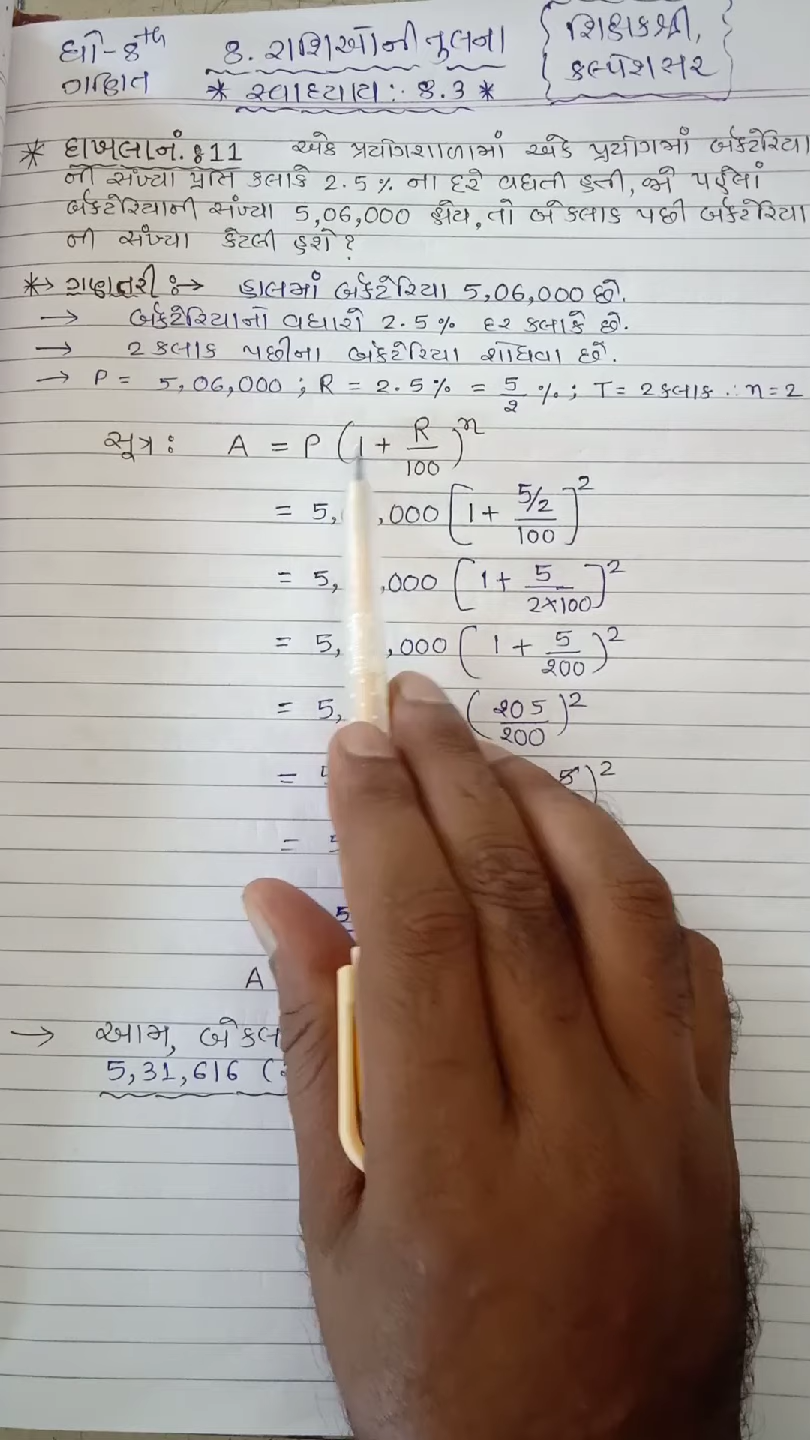 ધો-8th 8. રાશિઓની તુલના શિક્ષકશ્રી,
ગણિત * સ્વાધ્યાય:- 8.3 * કલ્પેશ સર
* દાખલા નં. 11 એક પ્રયોગશાળામાં એક પ્રયોગમાં બેક્ટેરિયા
ની સંખ્યા પ્રતિ કલાકે 2.5% ના દરે વધતી હતી, જો પહેલાં
બેક્ટેરિયાની સંખ્યા 5,06,000 હોય, તો બે કલાક પછી બેક્ટેરિયા
ની સંખ્યા કેટલી હશે?
*→ ગણતરી :→ હાલમાં બેક્ટેરિયા 5,06,000 છે.
→ બેક્ટેરિયાનો વધારો 2.5% દર કલાકે છે.
→ 2 કલાક પછીના બેક્ટેરિયા શોધવા છે.
→ P = 5,06,000 ; R = 2.5% = 5/2 % ; T = 2 કલાક ∴ n = 2
સૂત્ર : A = P (1 + R/100)^n
= 5, ,000 [1 + 5/2/100]^2
= 5, ,000 [1 + 5/2×100]^2
= 5, ,000 (1 + 5/200)^2
= 5, (205/200)^2
= 5)^2
=
5
A
→ આમ, બે કલ
5,31,616 (